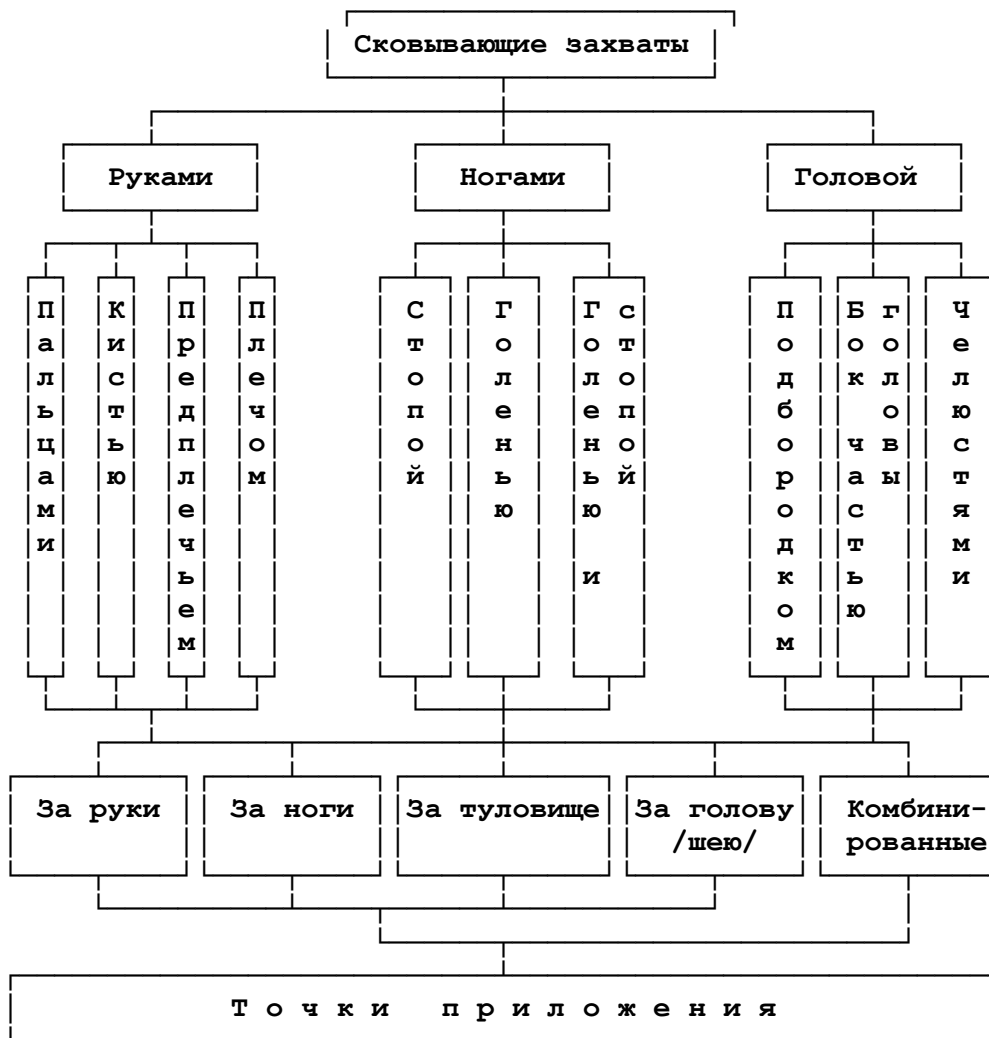 Сковывающие захваты
Руками
Ногами
Головой
Пальцами
Кистью
Предплечьем
Плечом
Стопой
Голенью
Голенью и
стопой
Подбородком
Бок частью
головы
Челюстями
За руки
За ноги
За туловище
За голову
/шею/
Комбини-
рованные
Точки приложения